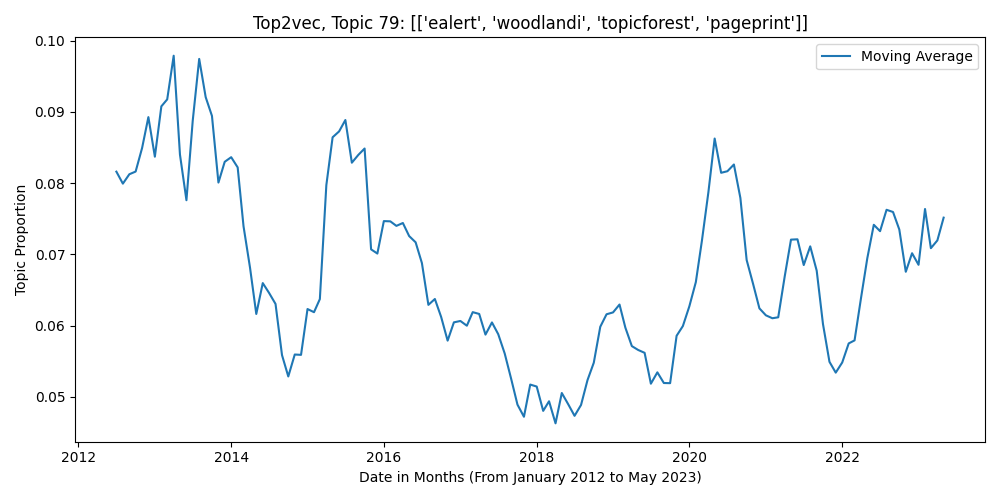 Top2vec, Topic 79: [['ealert', 'woodlandi', 'topicforest', 'pageprint']]
Moving Average
0.10
0.09
0.08
0.07
0.06
0.05
Topic Proportion
2012 2014 2016 2018 2020 2022
Date in Months (From January 2012 to May 2023)